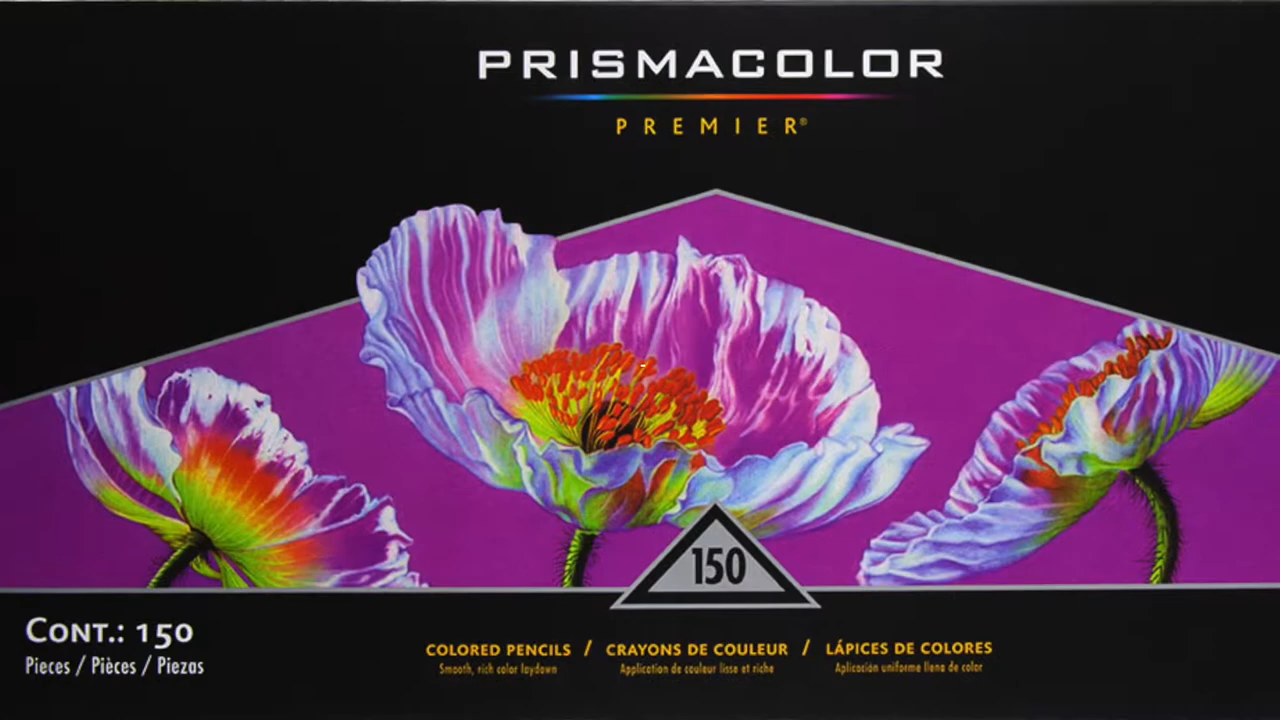 PRISMACOLOR
PREMIER®
150
CONT.: 150
Pieces / Pièces / Piezas
COLORED PENCILS / CRAYONS DE COULEUR / LÁPICES DE COLORES
Smooth, rich color laydown Application de couleur lisse et riche Aplicación uniforme llena de color